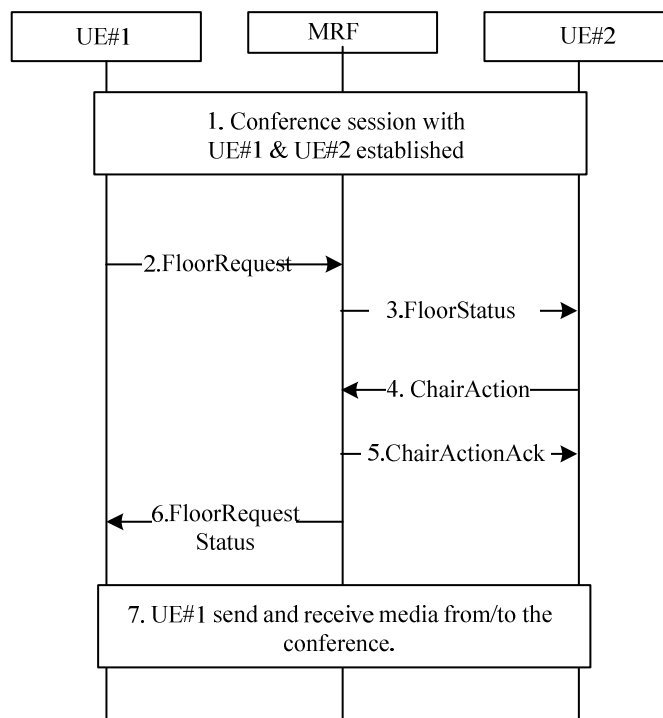 UE#1
MRF
UE#2
1. Conference session with
UE#1 & UE#2 established
2.FloorRequest
3.FloorStatus
4. ChairAction
5.ChairActionAck
6.FloorRequest
Status
7. UE#1 send and receive media from/to the
conference.